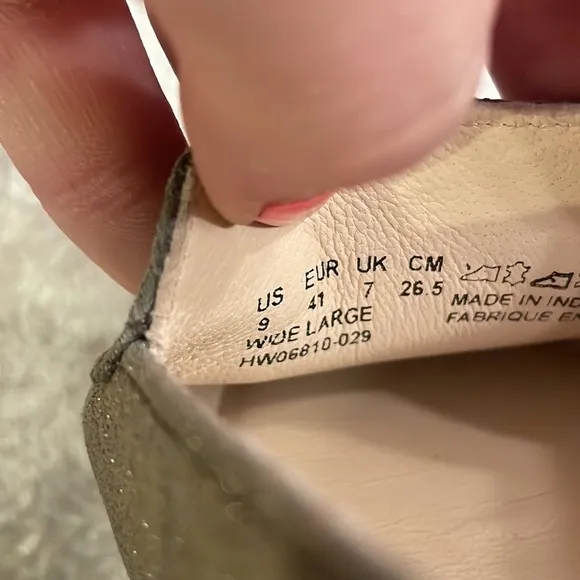 US EUR UK CM
9 41 7 26.5
WIDE LARGE
HW06810-029
MADE IN IND
FABRIQUE EN